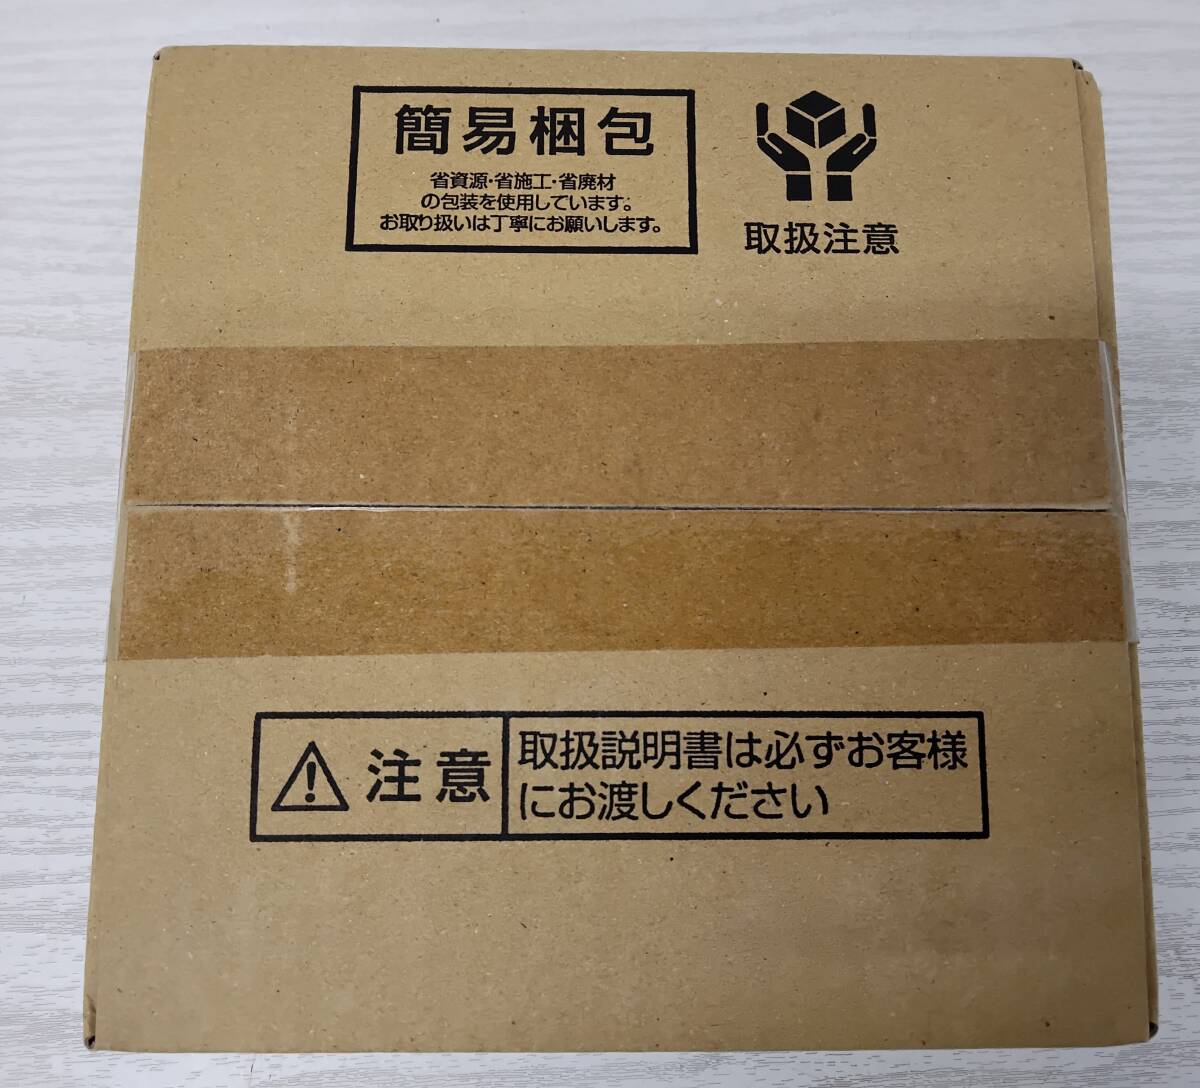 簡易梱包
省資源・省施工・省廃材
の包装を使用しています。
お取り扱いは丁寧にお願いします。
取扱注意
注意
取扱説明書は必ずお客様
にお渡しください